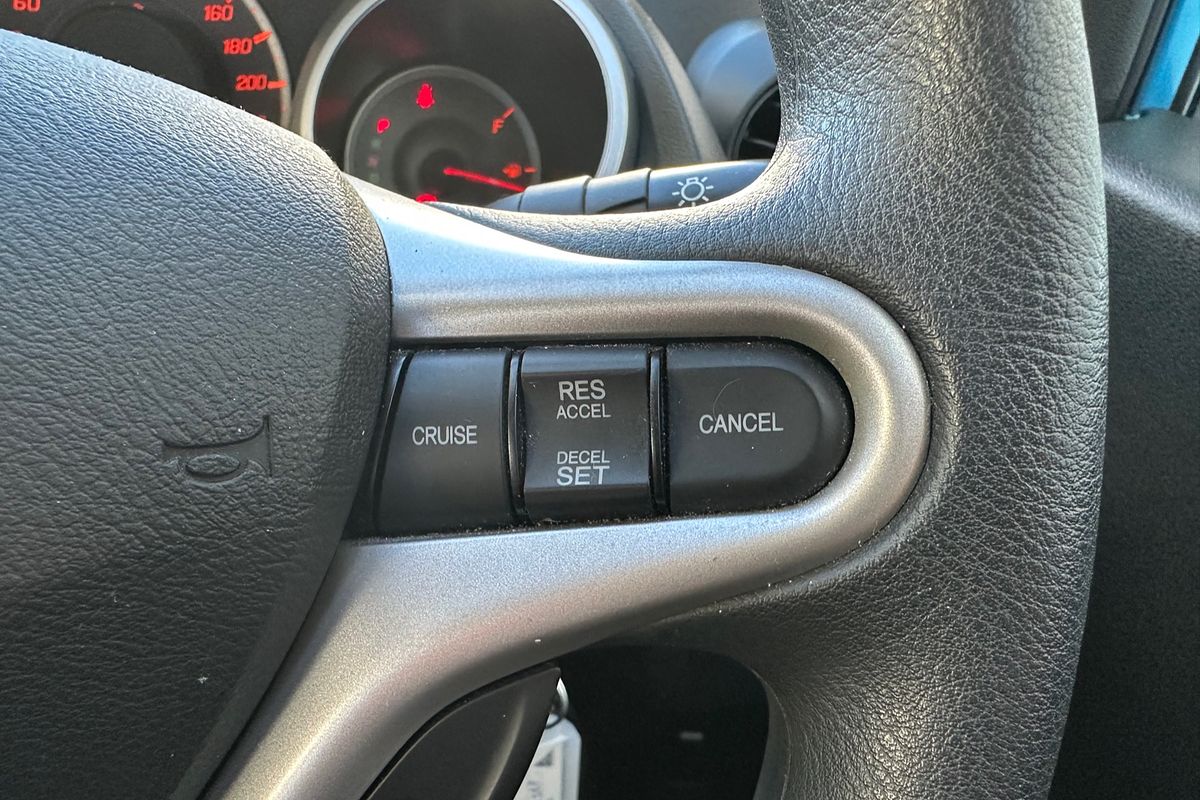 60
160
180
200
F
CRUISE
RES
ACCEL
DECEL
SET
CANCEL